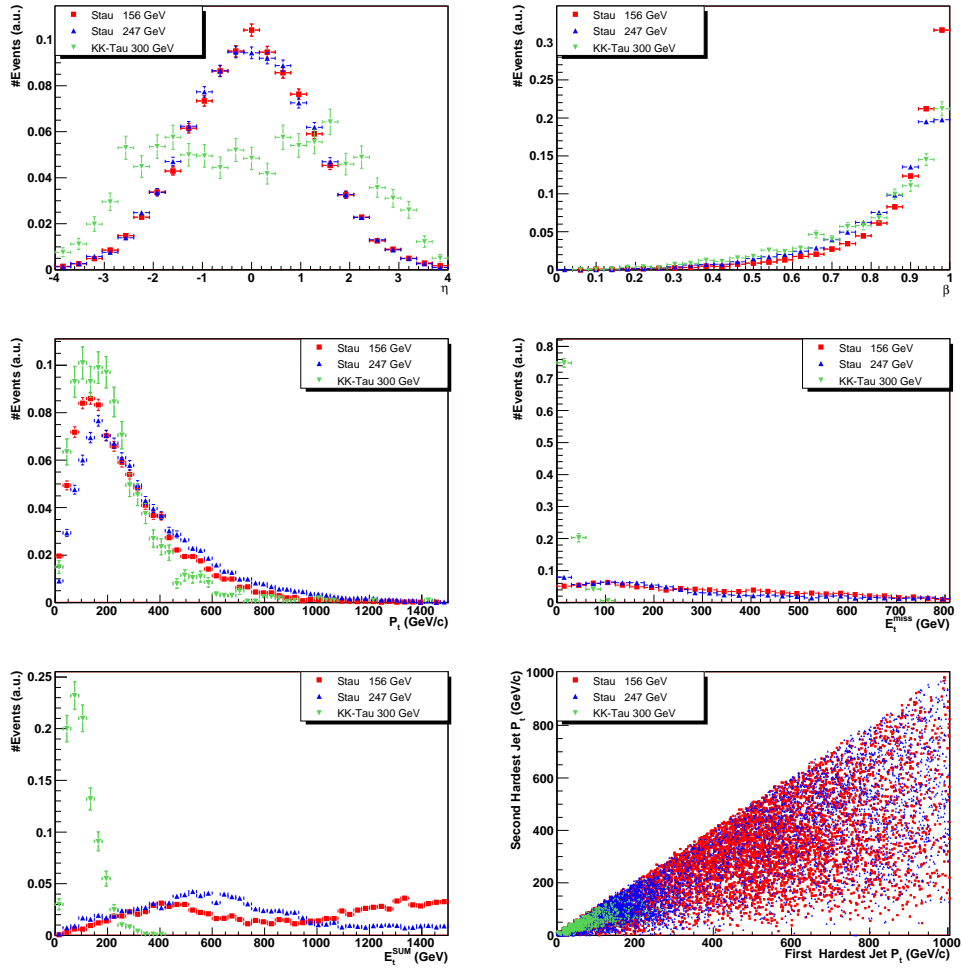 #Events (a.u.)
Stau 156 GeV
Stau 247 GeV
KK-Tau 300 GeV
0.1
0.08
0.06
0.04
0.02
0
-4 -3 -2 -1 0 1 2 3 4
η
#Events (a.u.)
Stau 156 GeV
Stau 247 GeV
KK-Tau 300 GeV
0.3
0.25
0.2
0.15
0.1
0.05
0
0 0.1 0.2 0.3 0.4 0.5 0.6 0.7 0.8 0.9 1
β
#Events (a.u.)
Stau 156 GeV
Stau 247 GeV
KK-Tau 300 GeV
0.1
0.08
0.06
0.04
0.02
0
0 200 400 600 800 1000 1200 1400
P_t (GeV/c)
#Events (a.u.)
Stau 156 GeV
Stau 247 GeV
KK-Tau 300 GeV
0.8
0.7
0.6
0.5
0.4
0.3
0.2
0.1
0
0 100 200 300 400 500 600 700 800
E_t^miss (GeV)
#Events (a.u.)
Stau 156 GeV
Stau 247 GeV
KK-Tau 300 GeV
0.25
0.2
0.15
0.1
0.05
0
0 200 400 600 800 1000 1200 1400
E_t^SUM (GeV)
Second Hardest Jet P_t (GeV/c)
Stau 156 GeV
Stau 247 GeV
KK-Tau 300 GeV
1000
800
600
400
200
0
0 200 400 600 800 1000
First Hardest Jet P_t (GeV/c)